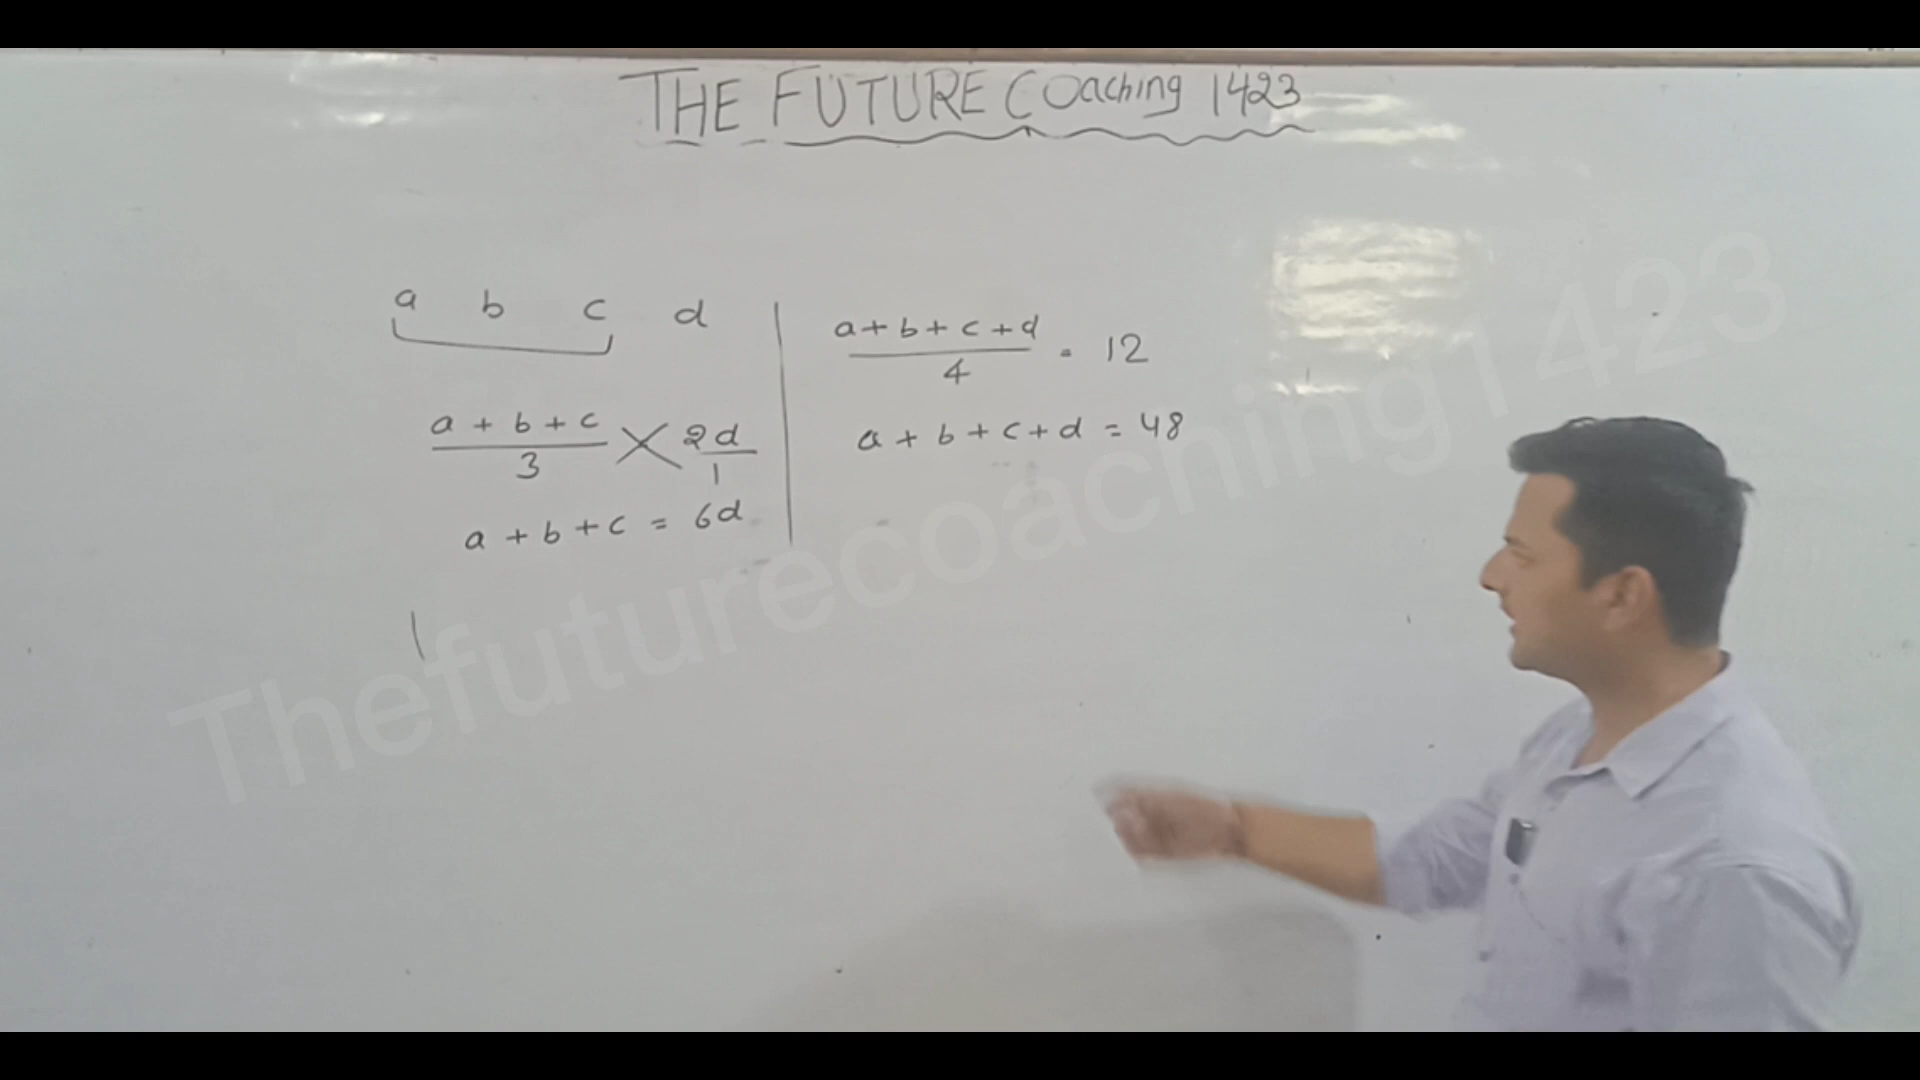 THE FUTURE Coaching 1423
a b c d
a + b + c / 3 × 2d / 1
a + b + c = 6d
a + b + c + d / 4 = 12
a + b + c + d = 48
Thefuturecoaching1423